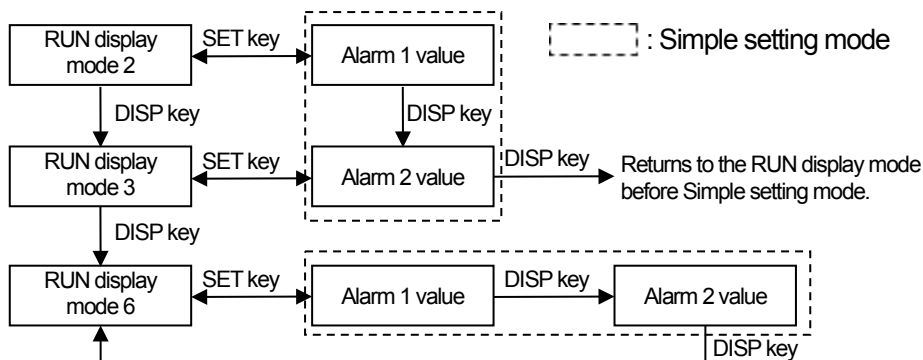 RUN display
mode 2
SET key
Alarm 1 value
: Simple setting mode
DISP key
DISP key
RUN display
mode 3
SET key
Alarm 2 value
DISP key
Returns to the RUN display mode
before Simple setting mode.
DISP key
RUN display
mode 6
SET key
Alarm 1 value
DISP key
Alarm 2 value
DISP key